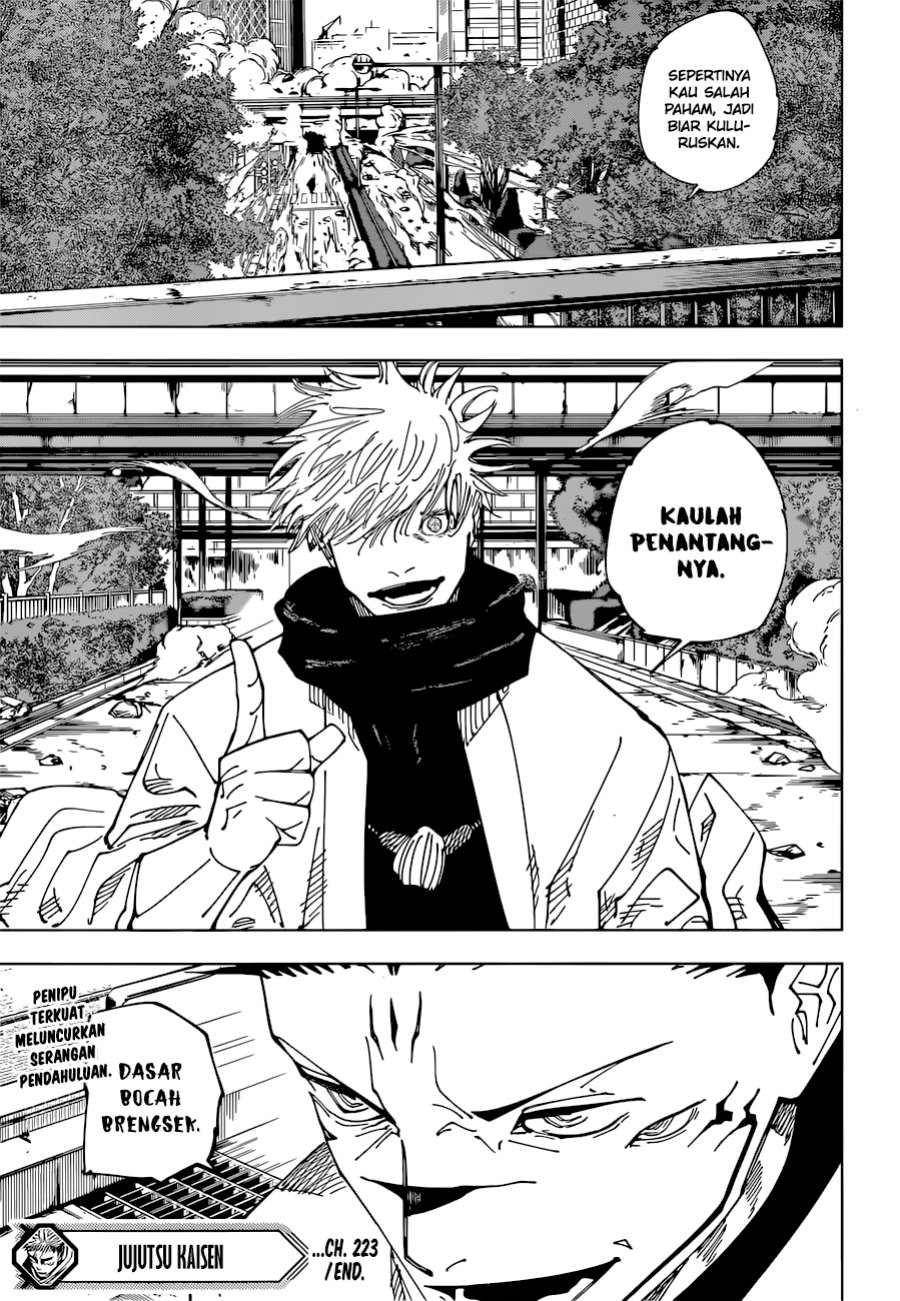 SEPERTINYA
KAU SALAH
PAHAM, JADI
BIAR KULU-
RUSKAN.
KAULAH
PENANTANG-
NYA.
PENIPU
TERKUAT,
MELUNCURKAN
SERANGAN
PENDAHULUAN.
DASAR
BOCAH
BRENGSEK.
JUJUTSU KAISEN
...CH. 223
/END.